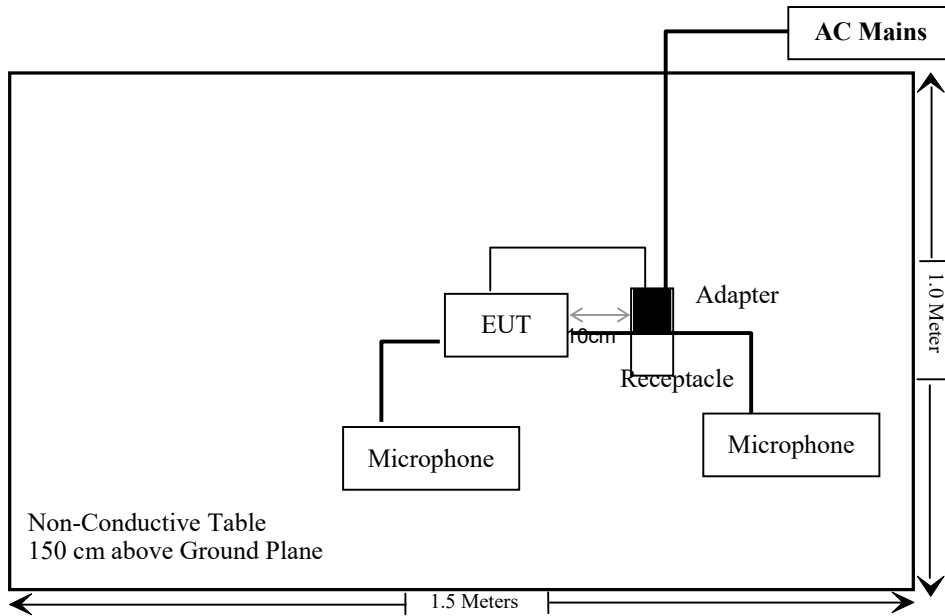 AC Mains
Adapter
EUT
10cm
1.0 Meter
Receptacle
Microphone
Microphone
Non-Conductive Table
150 cm above Ground Plane
1.5 Meters